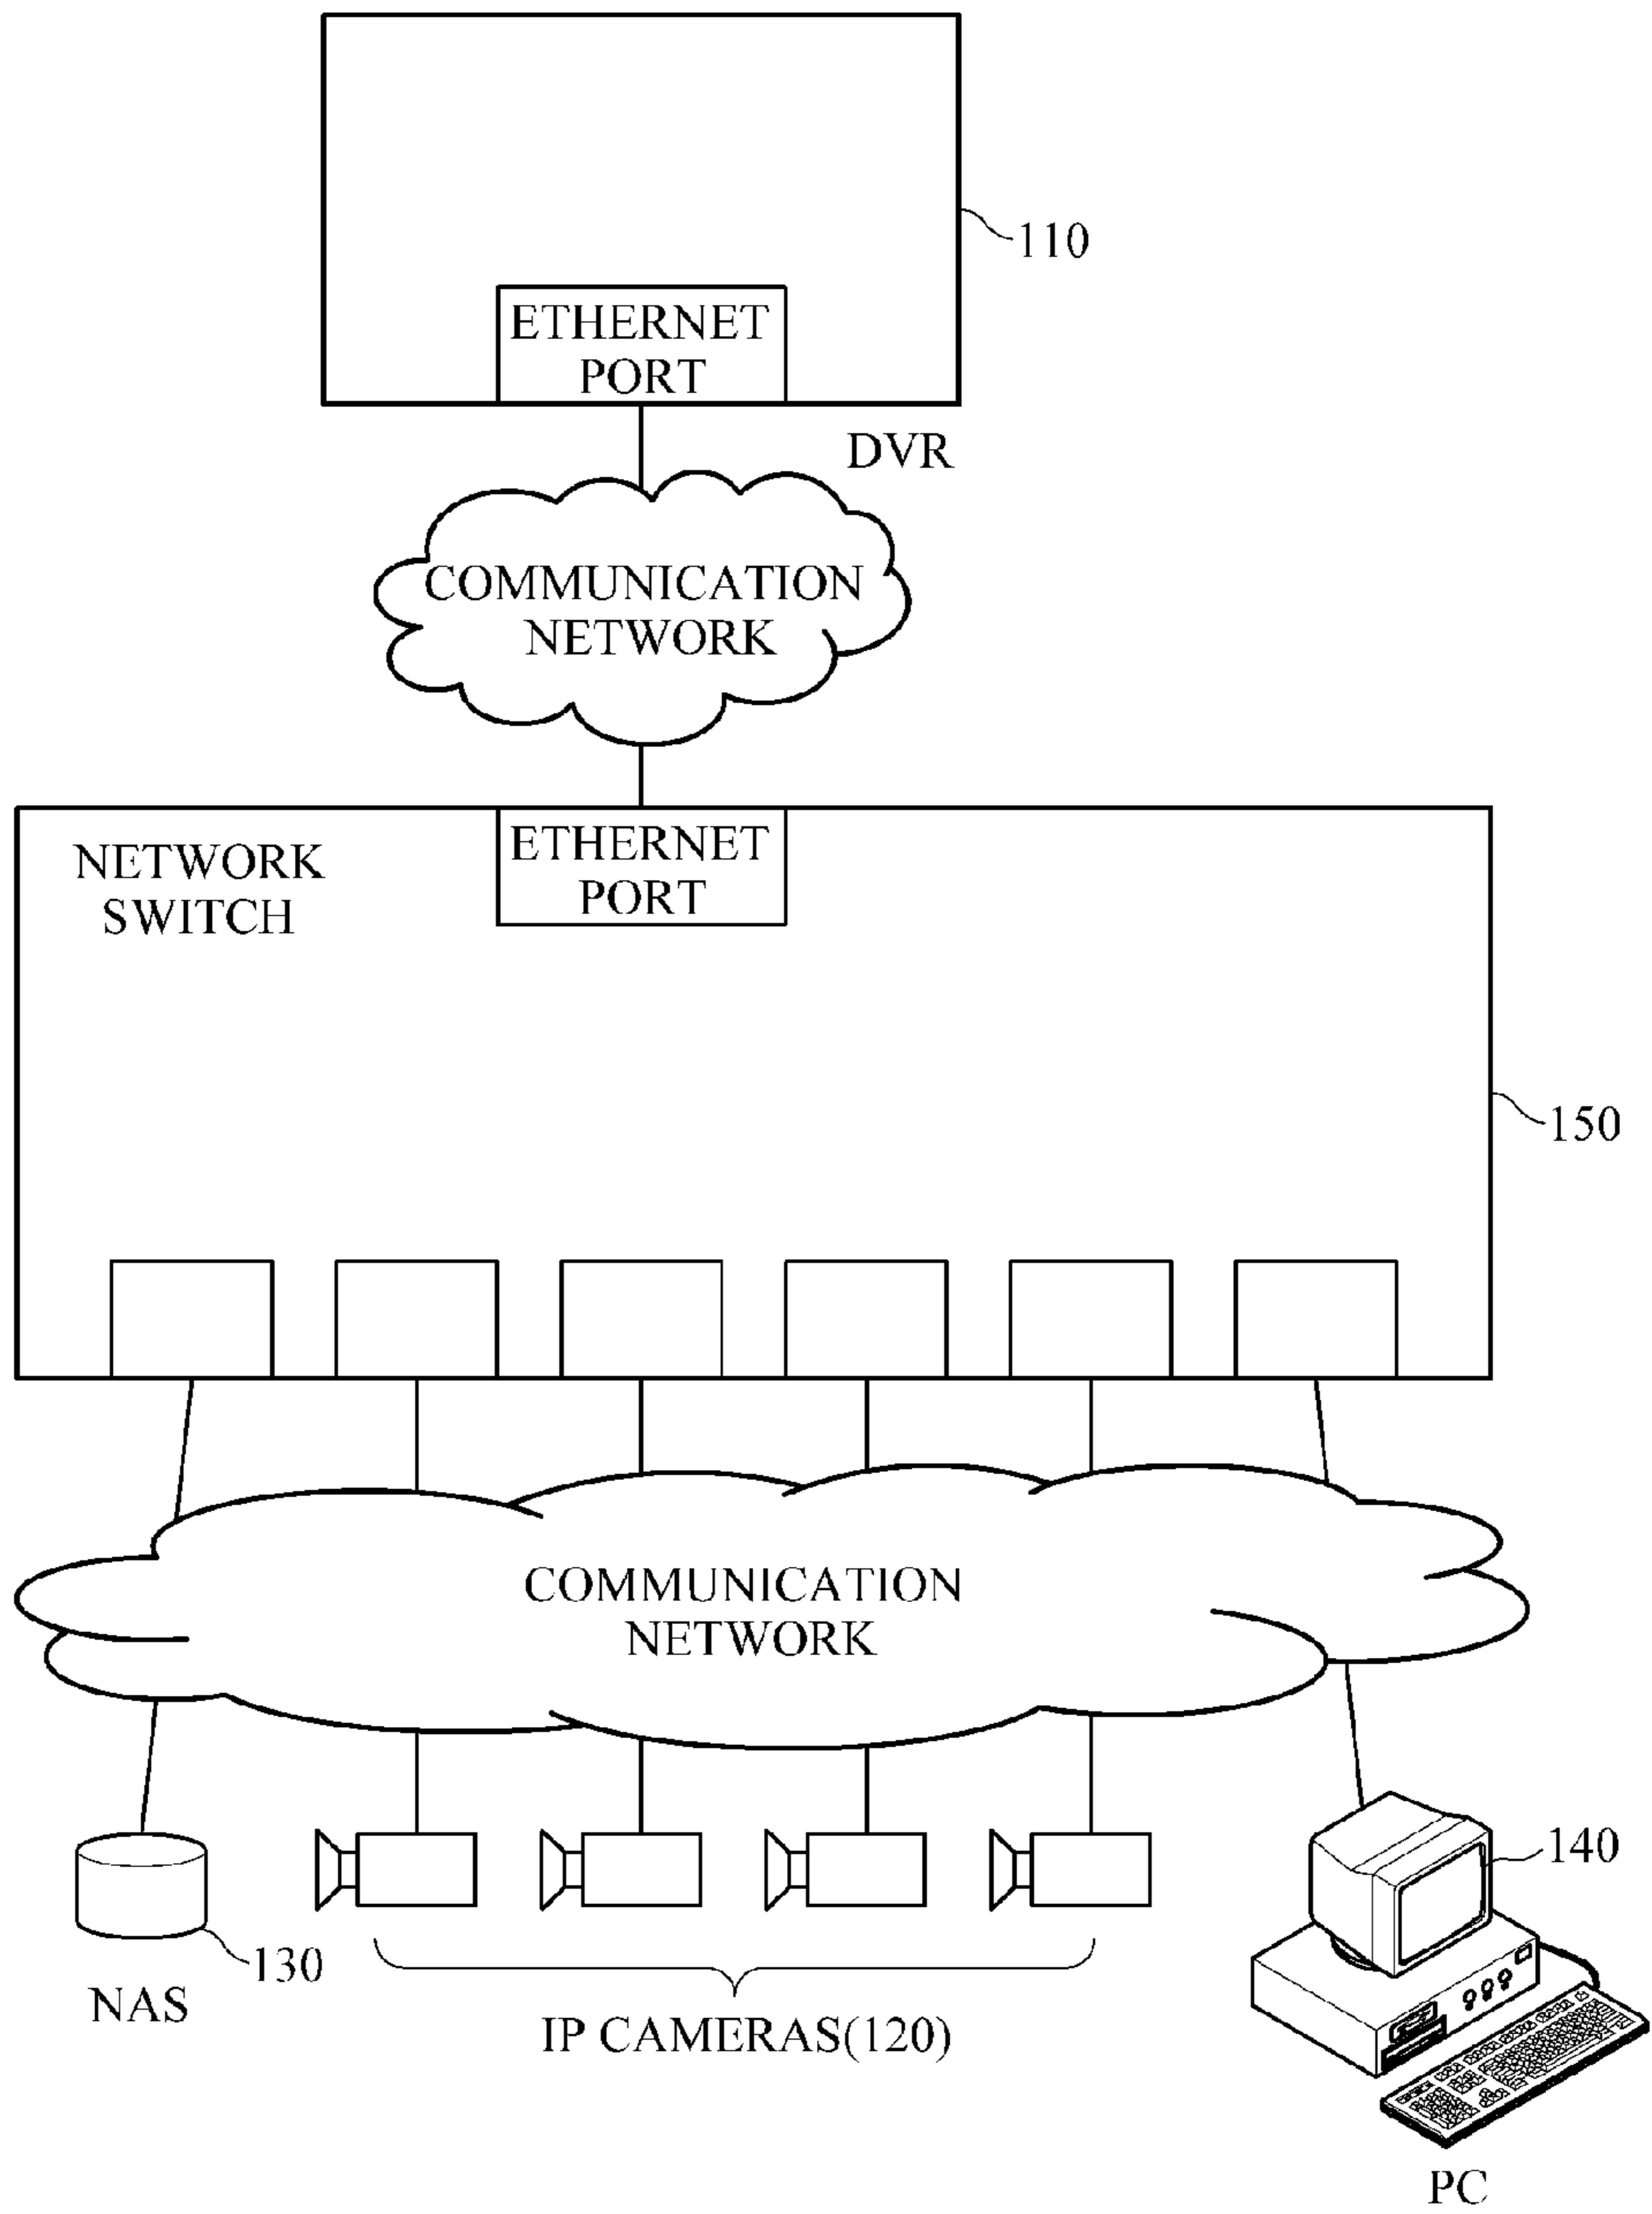 110
ETHERNET
PORT
DVR
COMMUNICATION
NETWORK
NETWORK
SWITCH
ETHERNET
PORT
150
COMMUNICATION
NETWORK
140
130
NAS
IP CAMERAS(120)
PC